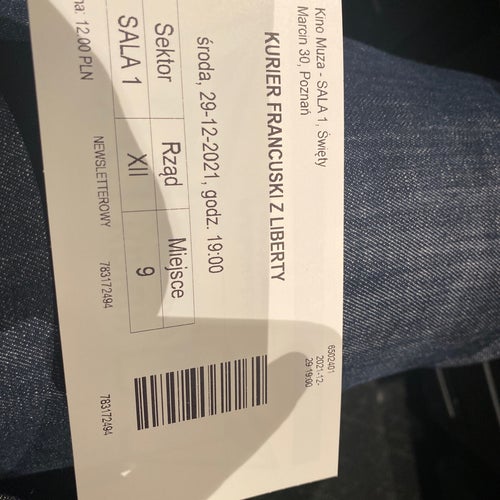 Kino Muza - SALA 1, Święty
Marcin 30, Poznań
KURIER FRANCUSKI Z LIBERTY
środa, 29-12-2021, godz. 19:00
Sektor Rząd Miejsce
SALA 1 XII 9
na: 12,00 PLN
NEWSLETTEROWY
783172494
6502401
2021-12-
29-19:00
783172494